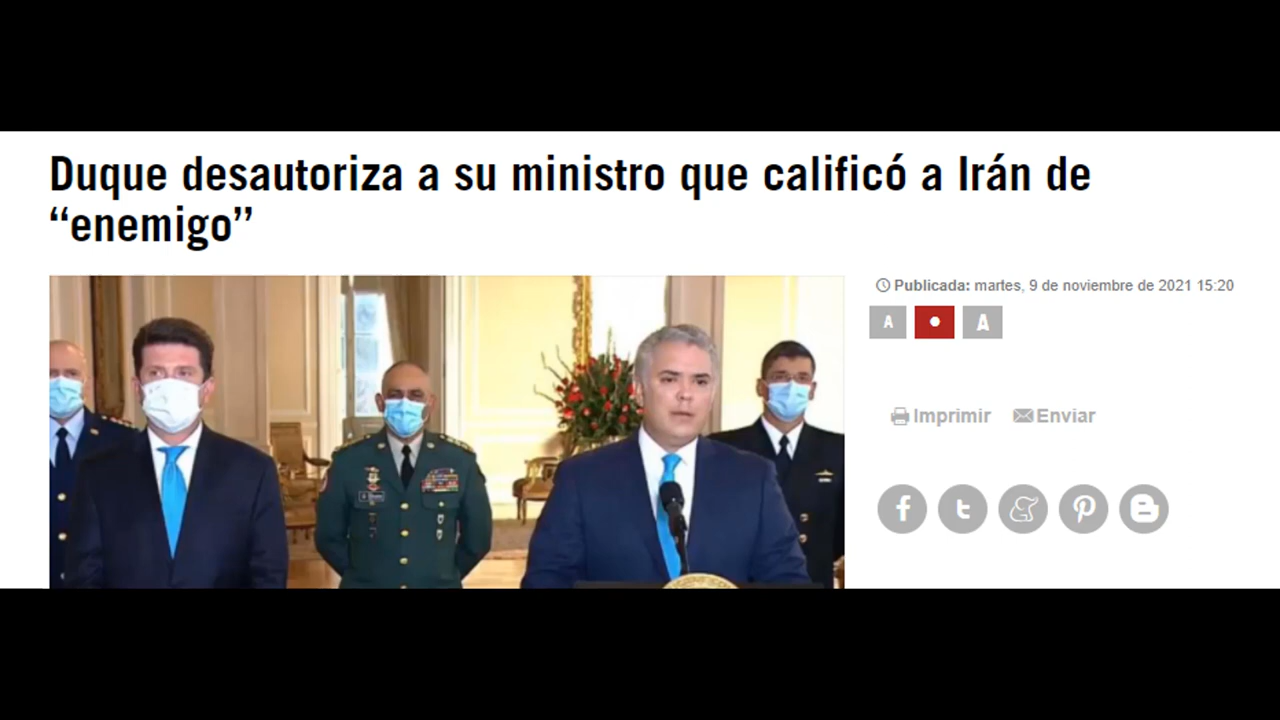 Duque desautoriza a su ministro que calificó a Irán de
“enemigo”
Publicada: martes, 9 de noviembre de 2021 15:20
A A
Imprimir Enviar